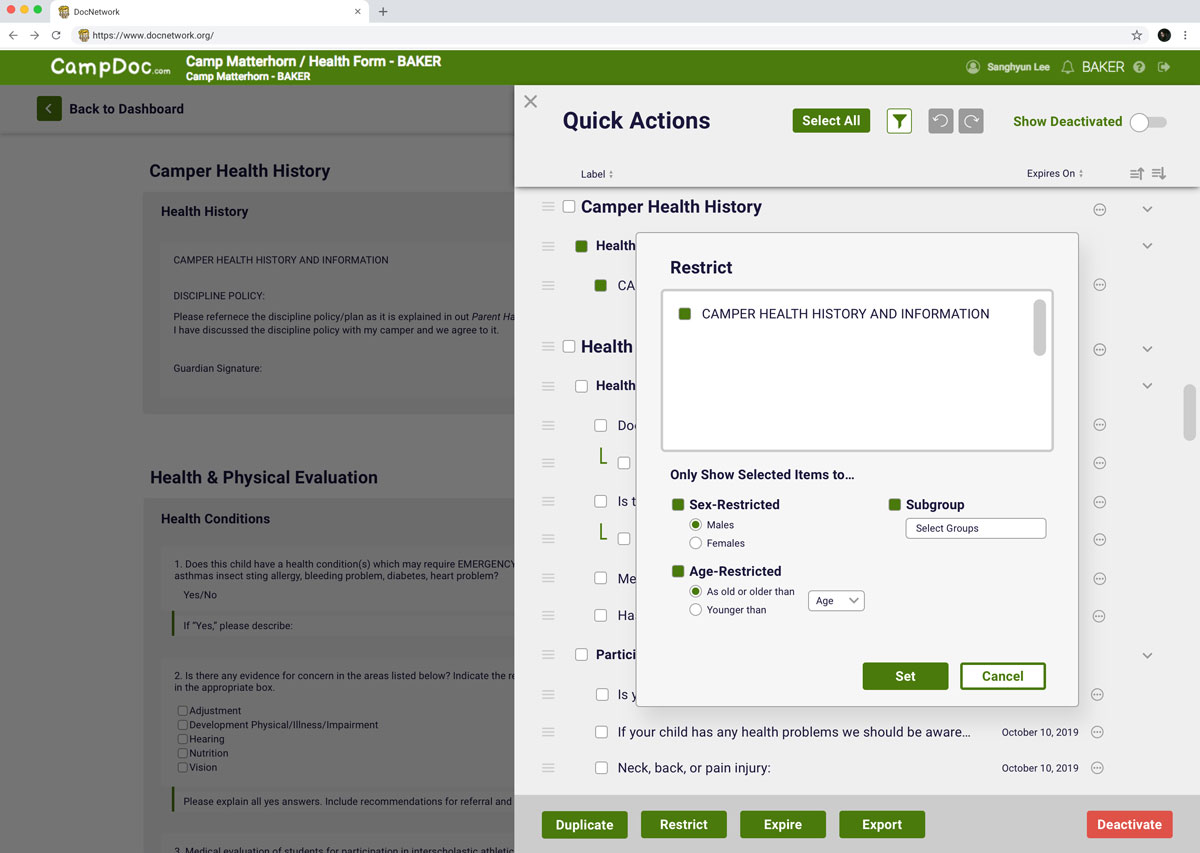 DocNetwork
https://www.docnetwork.org/
CampDoc.com
Camp Matterhorn / Health Form - BAKER
Camp Matterhorn - BAKER
Sanghyun Lee
BAKER
Back to Dashboard
Camper Health History
Health History
CAMPER HEALTH HISTORY AND INFORMATION
DISCIPLINE POLICY:
Please refernece the discipline policy/plan as it is explained in out Parent Ha
I have discussed the discipline policy with my camper and we agree to it.
Guardian Signature:
Health & Physical Evaluation
Health Conditions
1. Does this child have a health condition(s) which may require EMERGENCY
asthmas insect sting allergy, bleeding problem, diabetes, heart problem?
Yes/No
If "Yes," please describe:
2. Is there any evidence for concern in the areas listed below? Indicate the re
in the appropriate box.
Adjustment
Development Physical/Illness/Impairment
Hearing
Nutrition
Vision
Please explain all yes answers. Include recommendations for referral and
3. Medical evaluation of students for participation in interscholastic athletic
Quick Actions
Select All
Show Deactivated
Label
Expires On
Camper Health History
Health
CA
Health
Health
Do
Is t
Me
Ha
Partici
Is y
If your child has any health problems we should be aware...
October 10, 2019
Neck, back, or pain injury:
October 10, 2019
Restrict
CAMPER HEALTH HISTORY AND INFORMATION
Only Show Selected Items to...
Sex-Restricted
Males
Females
Subgroup
Select Groups
Age-Restricted
As old or older than
Younger than
Age
Set
Cancel
Duplicate
Restrict
Expire
Export
Deactivate